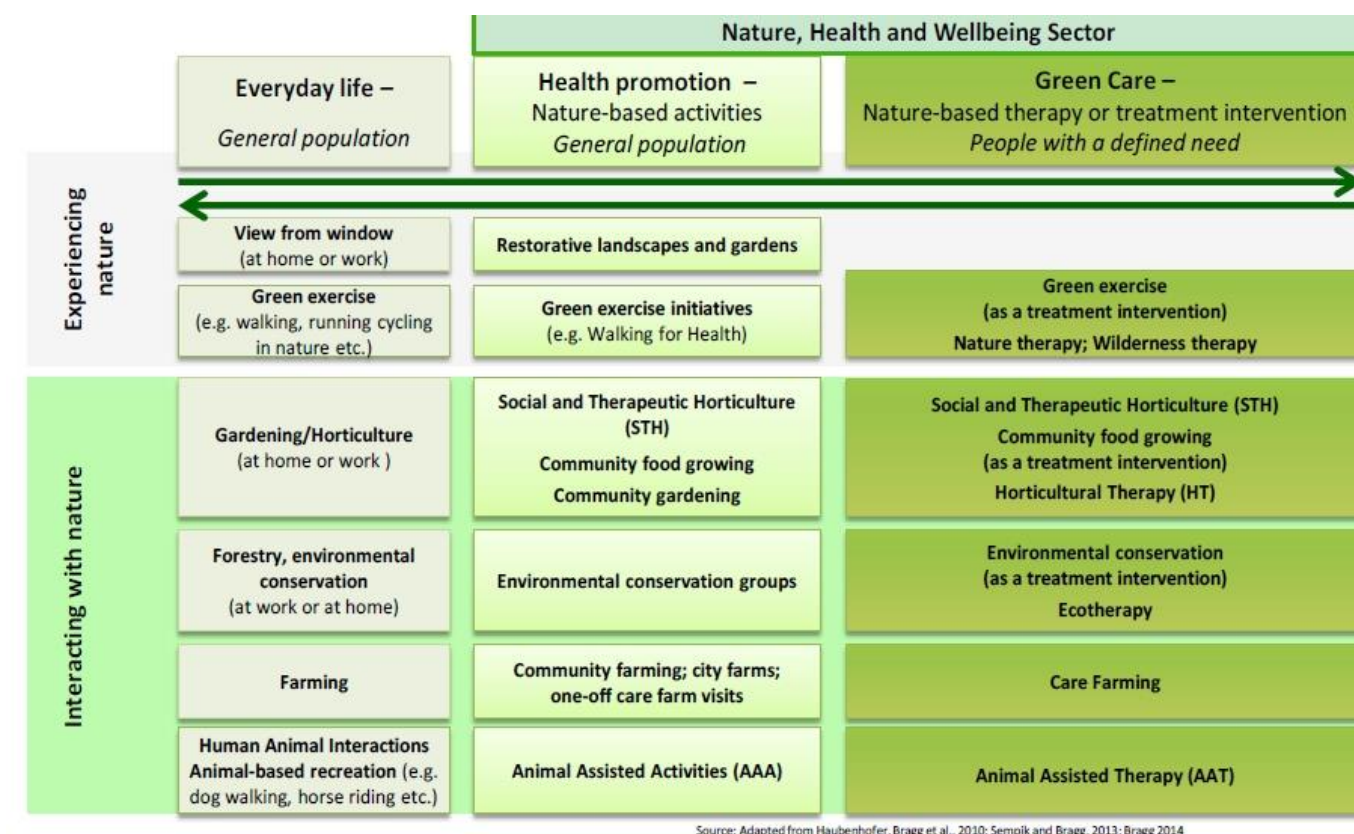 Nature, Health and Wellbeing Sector
Everyday life –
General population
Health promotion –
Nature-based activities
General population
Green Care –
Nature-based therapy or treatment intervention
People with a defined need
Experiencing
nature
View from window
(at home or work)
Restorative landscapes and gardens
Green exercise
(e.g. walking, running cycling
in nature etc.)
Green exercise initiatives
(e.g. Walking for Health)
Green exercise
(as a treatment intervention)
Nature therapy; Wilderness therapy
Interacting with nature
Gardening/Horticulture
(at home or work )
Social and Therapeutic Horticulture
(STH)
Community food growing
Community gardening
Social and Therapeutic Horticulture (STH)
Community food growing
(as a treatment intervention)
Horticultural Therapy (HT)
Forestry, environmental
conservation
(at work or at home)
Environmental conservation groups
Environmental conservation
(as a treatment intervention)
Ecotherapy
Farming
Community farming; city farms;
one-off care farm visits
Care Farming
Human Animal Interactions
Animal-based recreation (e.g.
dog walking, horse riding etc.)
Animal Assisted Activities (AAA)
Animal Assisted Therapy (AAT)
Source: Adapted from Haubenhofer, Bragg et al., 2010; Sempik and Bragg, 2013; Bragg 2014